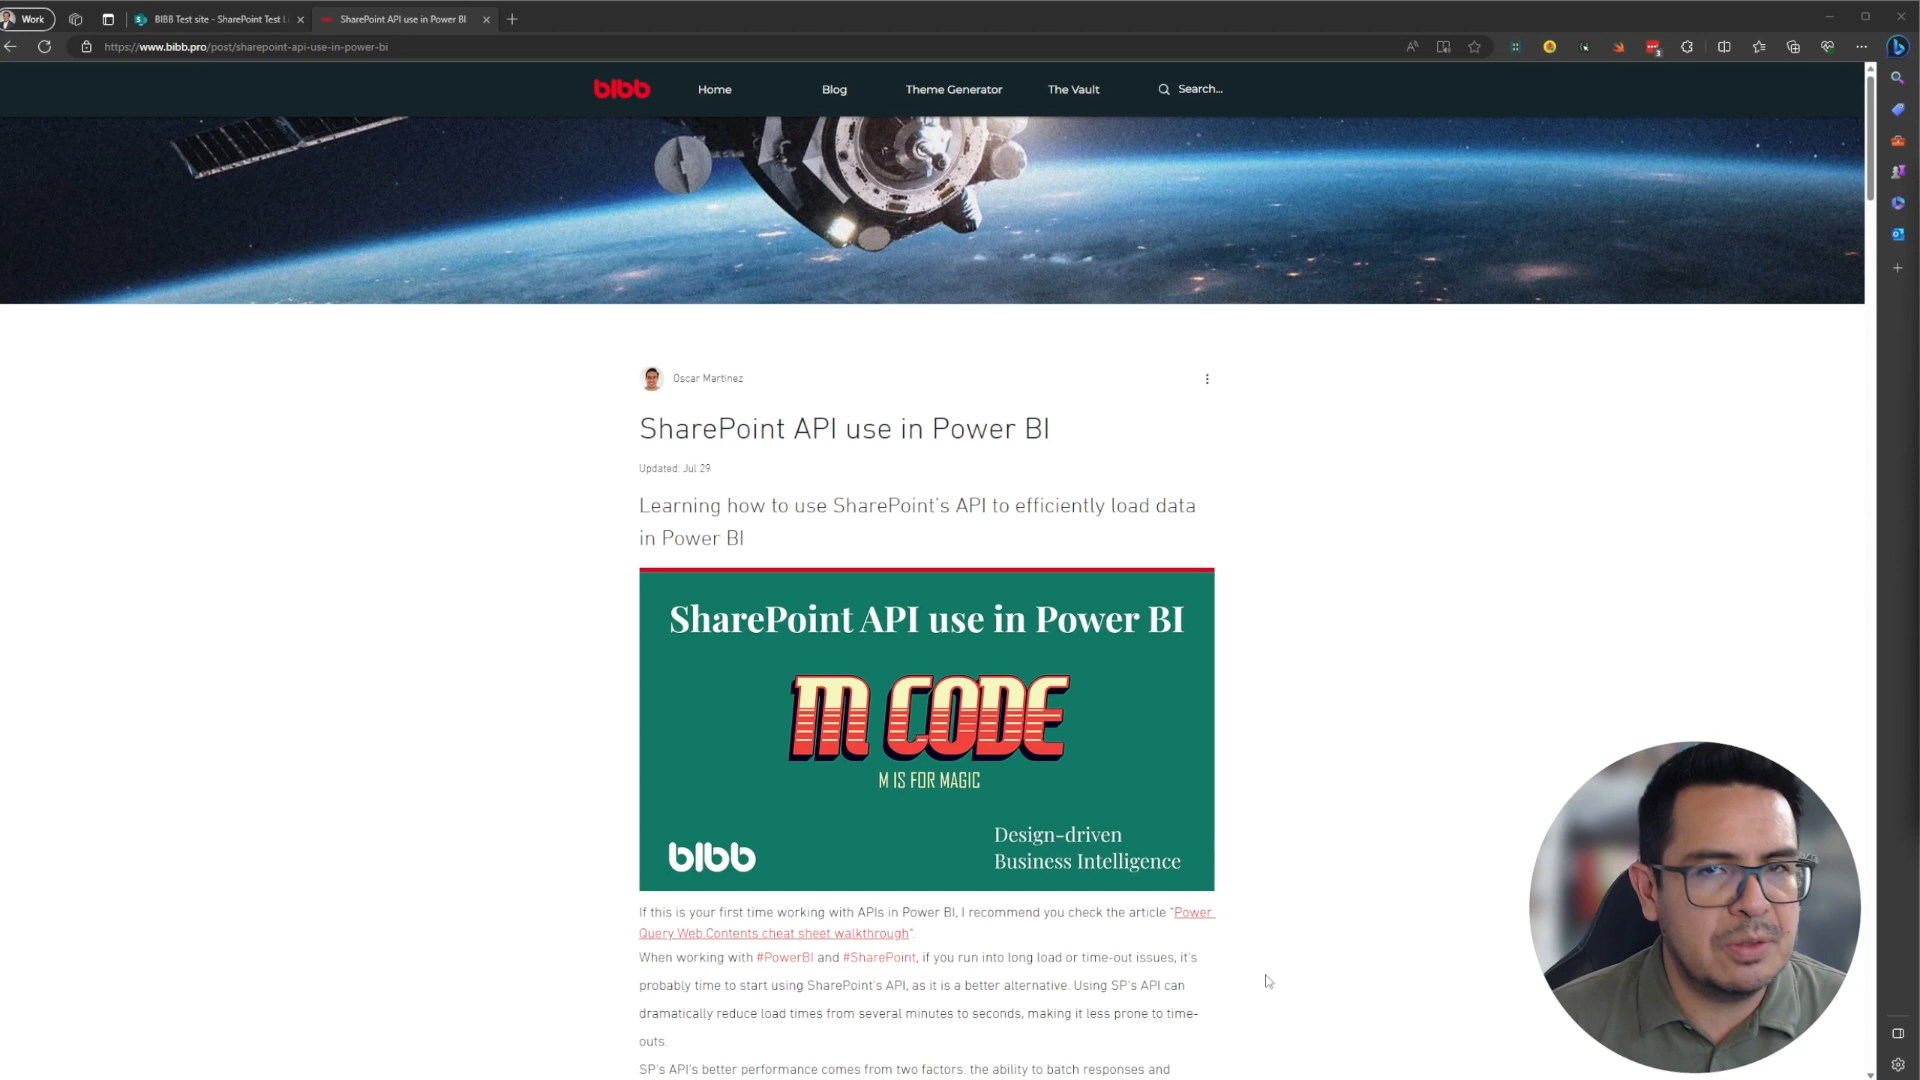 Work
BIBB Test site - SharePoint Test Li
SharePoint API use in Power BI
https://www.bibb.pro/post/sharepoint-api-use-in-power-bi
3
bibb
Home
Blog
Theme Generator
The Vault
Search...
Oscar Martinez
SharePoint API use in Power BI
Updated: Jul 29
Learning how to use SharePoint's API to efficiently load data
in Power BI
SharePoint API use in Power BI
M CODE
M IS FOR MAGIC
bibb
Design-driven
Business Intelligence
If this is your first time working with APIs in Power BI, I recommend you check the article "Power
Query Web.Contents cheat sheet walkthrough".
When working with #PowerBI and #SharePoint, if you run into long load or time-out issues, it's
probably time to start using SharePoint's API, as it is a better alternative. Using SP's API can
dramatically reduce load times from several minutes to seconds, making it less prone to time-
outs.
SP's API's better performance comes from two factors. the ability to batch responses and